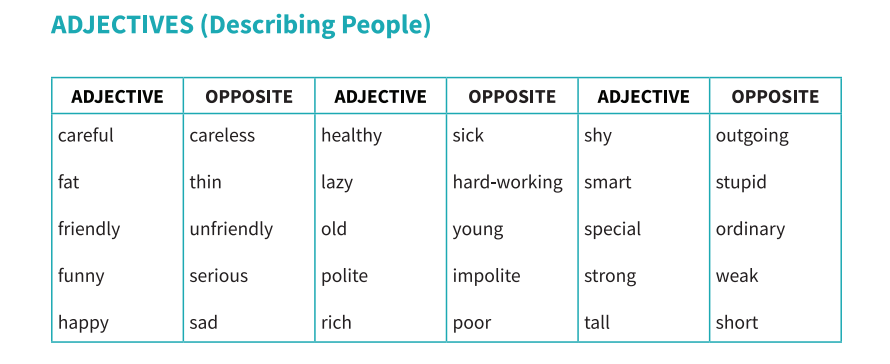 ADJECTIVES (Describing People)
ADJECTIVE OPPOSITE ADJECTIVE OPPOSITE ADJECTIVE OPPOSITE
careful careless healthy sick shy outgoing
fat thin lazy hard-working smart stupid
friendly unfriendly old young special ordinary
funny serious polite impolite strong weak
happy sad rich poor tall short